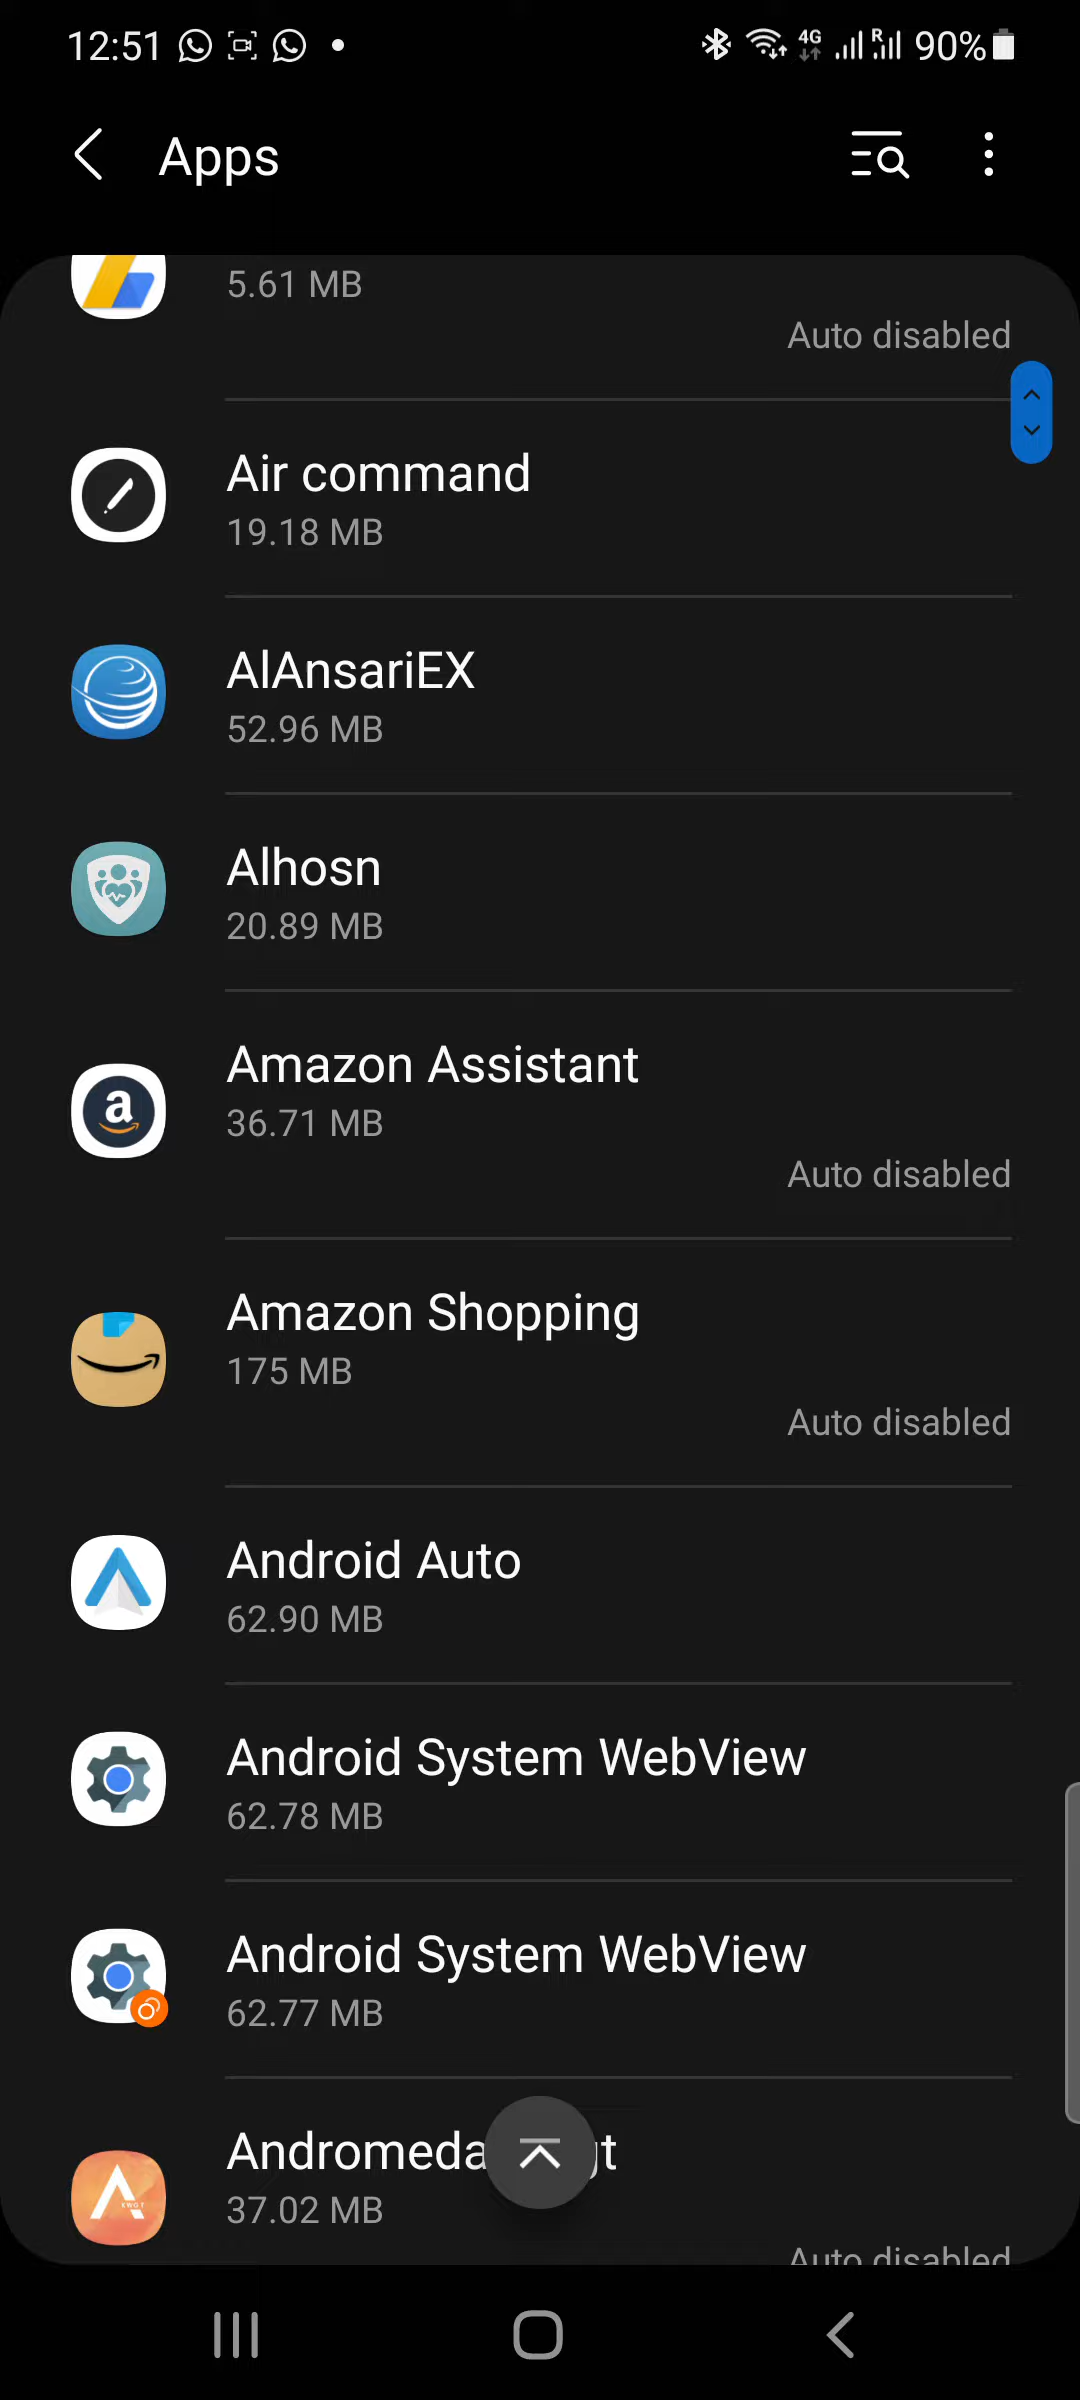 12:51 4G R 90%
Apps
5.61 MB
Auto disabled
Air command
19.18 MB
AlAnsariEX
52.96 MB
Alhosn
20.89 MB
Amazon Assistant
36.71 MB
Auto disabled
Amazon Shopping
175 MB
Auto disabled
Android Auto
62.90 MB
Android System WebView
62.78 MB
Android System WebView
62.77 MB
Andromeda
37.02 MB
Auto disabled